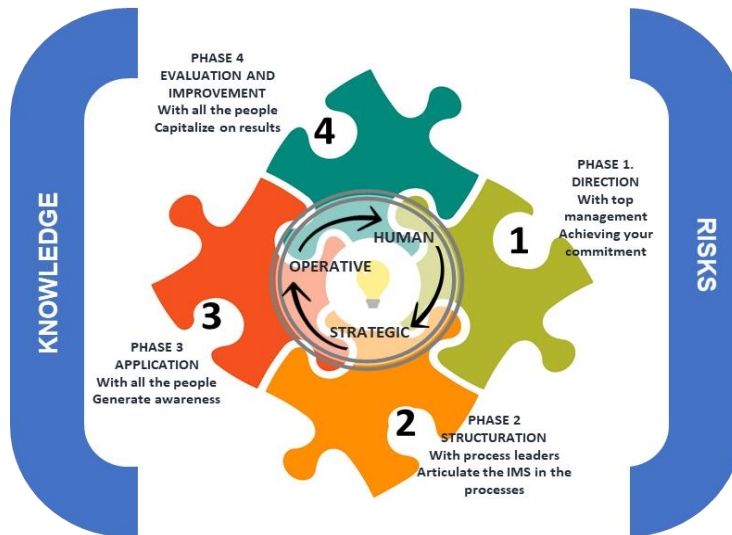 PHASE 4
EVALUATION AND
IMPROVEMENT
With all the people
Capitalize on results
4
PHASE 1.
DIRECTION
With top
management
Achieving your
commitment
1
KNOWLEDGE
RISKS
HUMAN
OPERATIVE
STRATEGIC
3
PHASE 3
APPLICATION
With all the people
Generate awareness
2
PHASE 2
STRUCTURATION
With process leaders
Articulate the IMS in the
processes